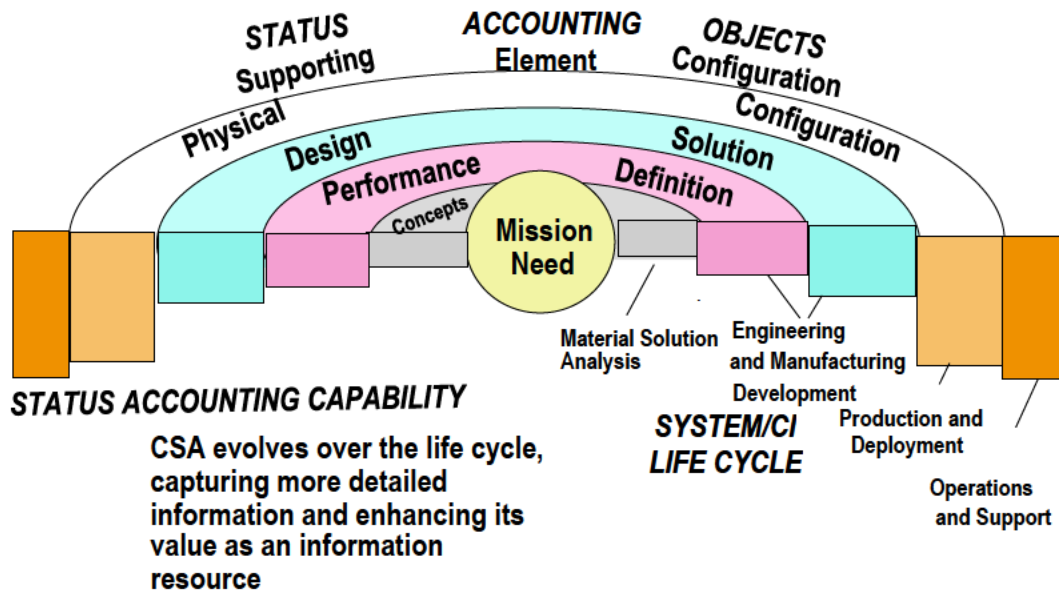 STATUS ACCOUNTING OBJECTS
Supporting Element Configuration
Physical Configuration
Design Solution
Performance Definition
Concepts
Mission
Need
Material Solution
Analysis
Engineering
and Manufacturing
Development
Production and
Deployment
Operations
and Support
STATUS ACCOUNTING CAPABILITY
CSA evolves over the life cycle,
capturing more detailed
information and enhancing its
value as an information
resource
SYSTEM/CI
LIFE CYCLE